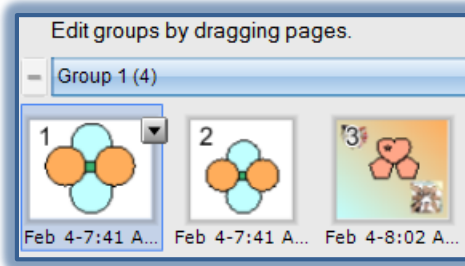 Edit groups by dragging pages.
Group 1 (4)
1 2 3
Feb 4-7:41 A... Feb 4-7:41 A... Feb 4-8:02 A...